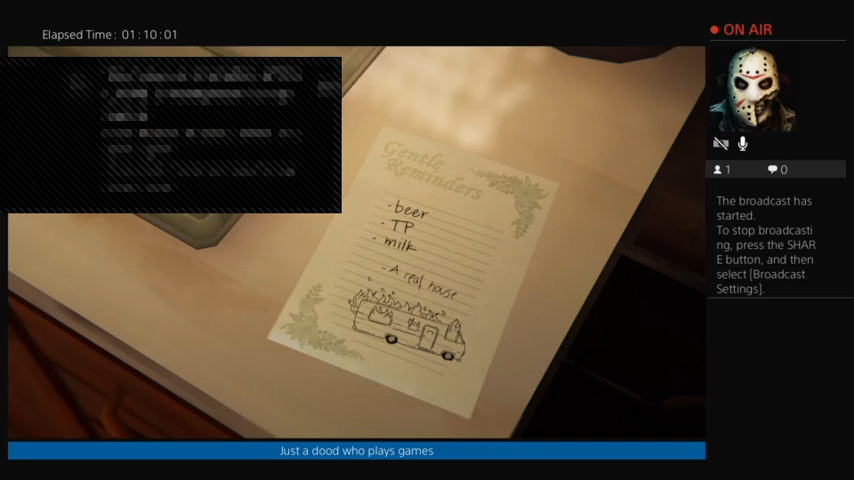 Elapsed Time: 01:10:01
ON AIR
1
0
The broadcast has
started.
To stop broadcasti
ng, press the SHAR
E button, and then
select [Broadcast
Settings].
Gentle
Reminders
-beer
-TP
-milk
-A real house
Just a dood who plays games